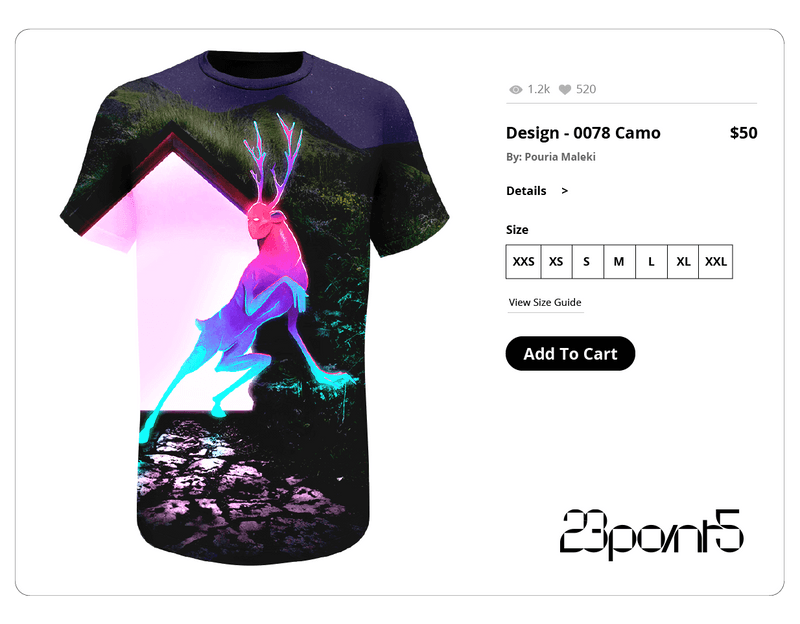 1.2k 520
Design - 0078 Camo $50
By: Pouria Maleki
Details >
Size
XXS XS S M L XL XXL
View Size Guide
Add To Cart
23point5